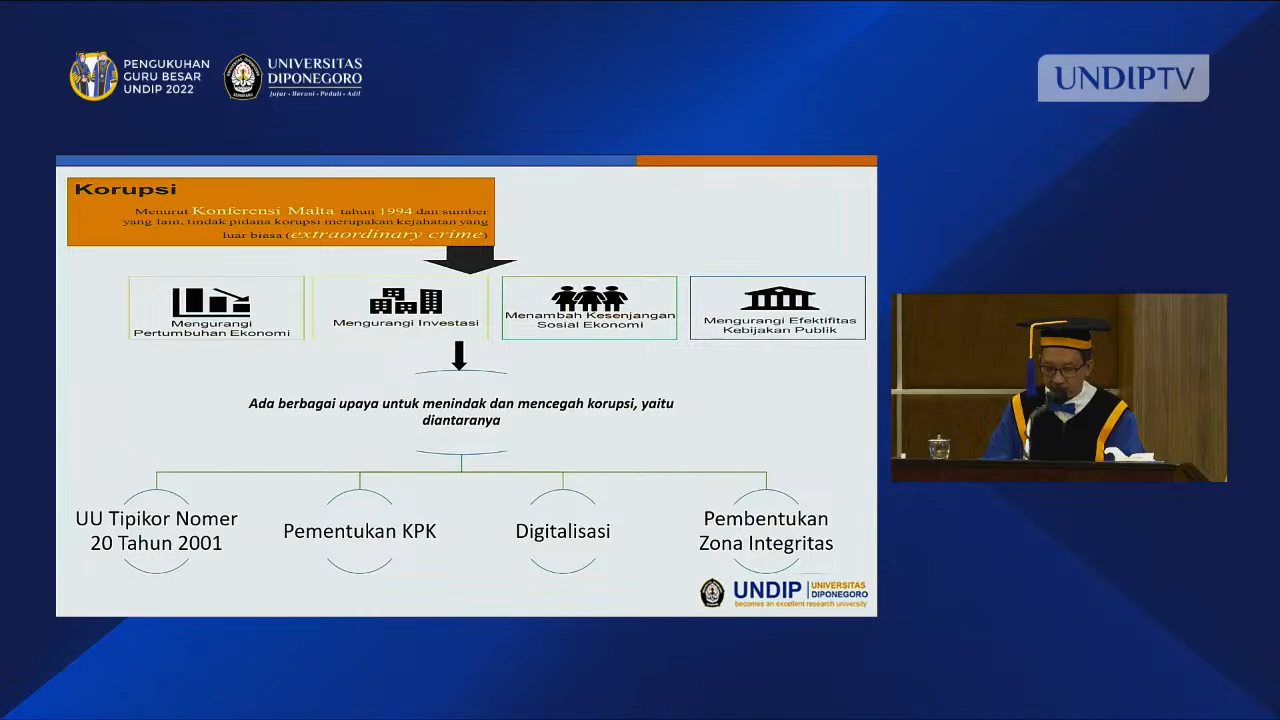 PENGUKUHAN
GURU BESAR
UNDIP 2022
UNIVERSITAS
DIPONEGORO
Jujur • Berani • Peduli • Adil
UNDIPTV
Korupsi
Menurut Konferensi Malta tahun 1994 dan sumber
yang lain, tindak pidana korupsi merupakan kejahatan yang
luar biasa (extraordinary crime)
Mengurangi
Pertumbuhan Ekonomi
Mengurangi Investasi
Menambah Kesenjangan
Sosial Ekonomi
Mengurangi Efektifitas
Kebijakan Publik
Ada berbagai upaya untuk menindak dan mencegah korupsi, yaitu
diantaranya
UU Tipikor Nomer
20 Tahun 2001
Pementukan KPK
Digitalisasi
Pembentukan
Zona Integritas
UNDIP
UNIVERSITAS
DIPONEGORO
becomes an excellent research university